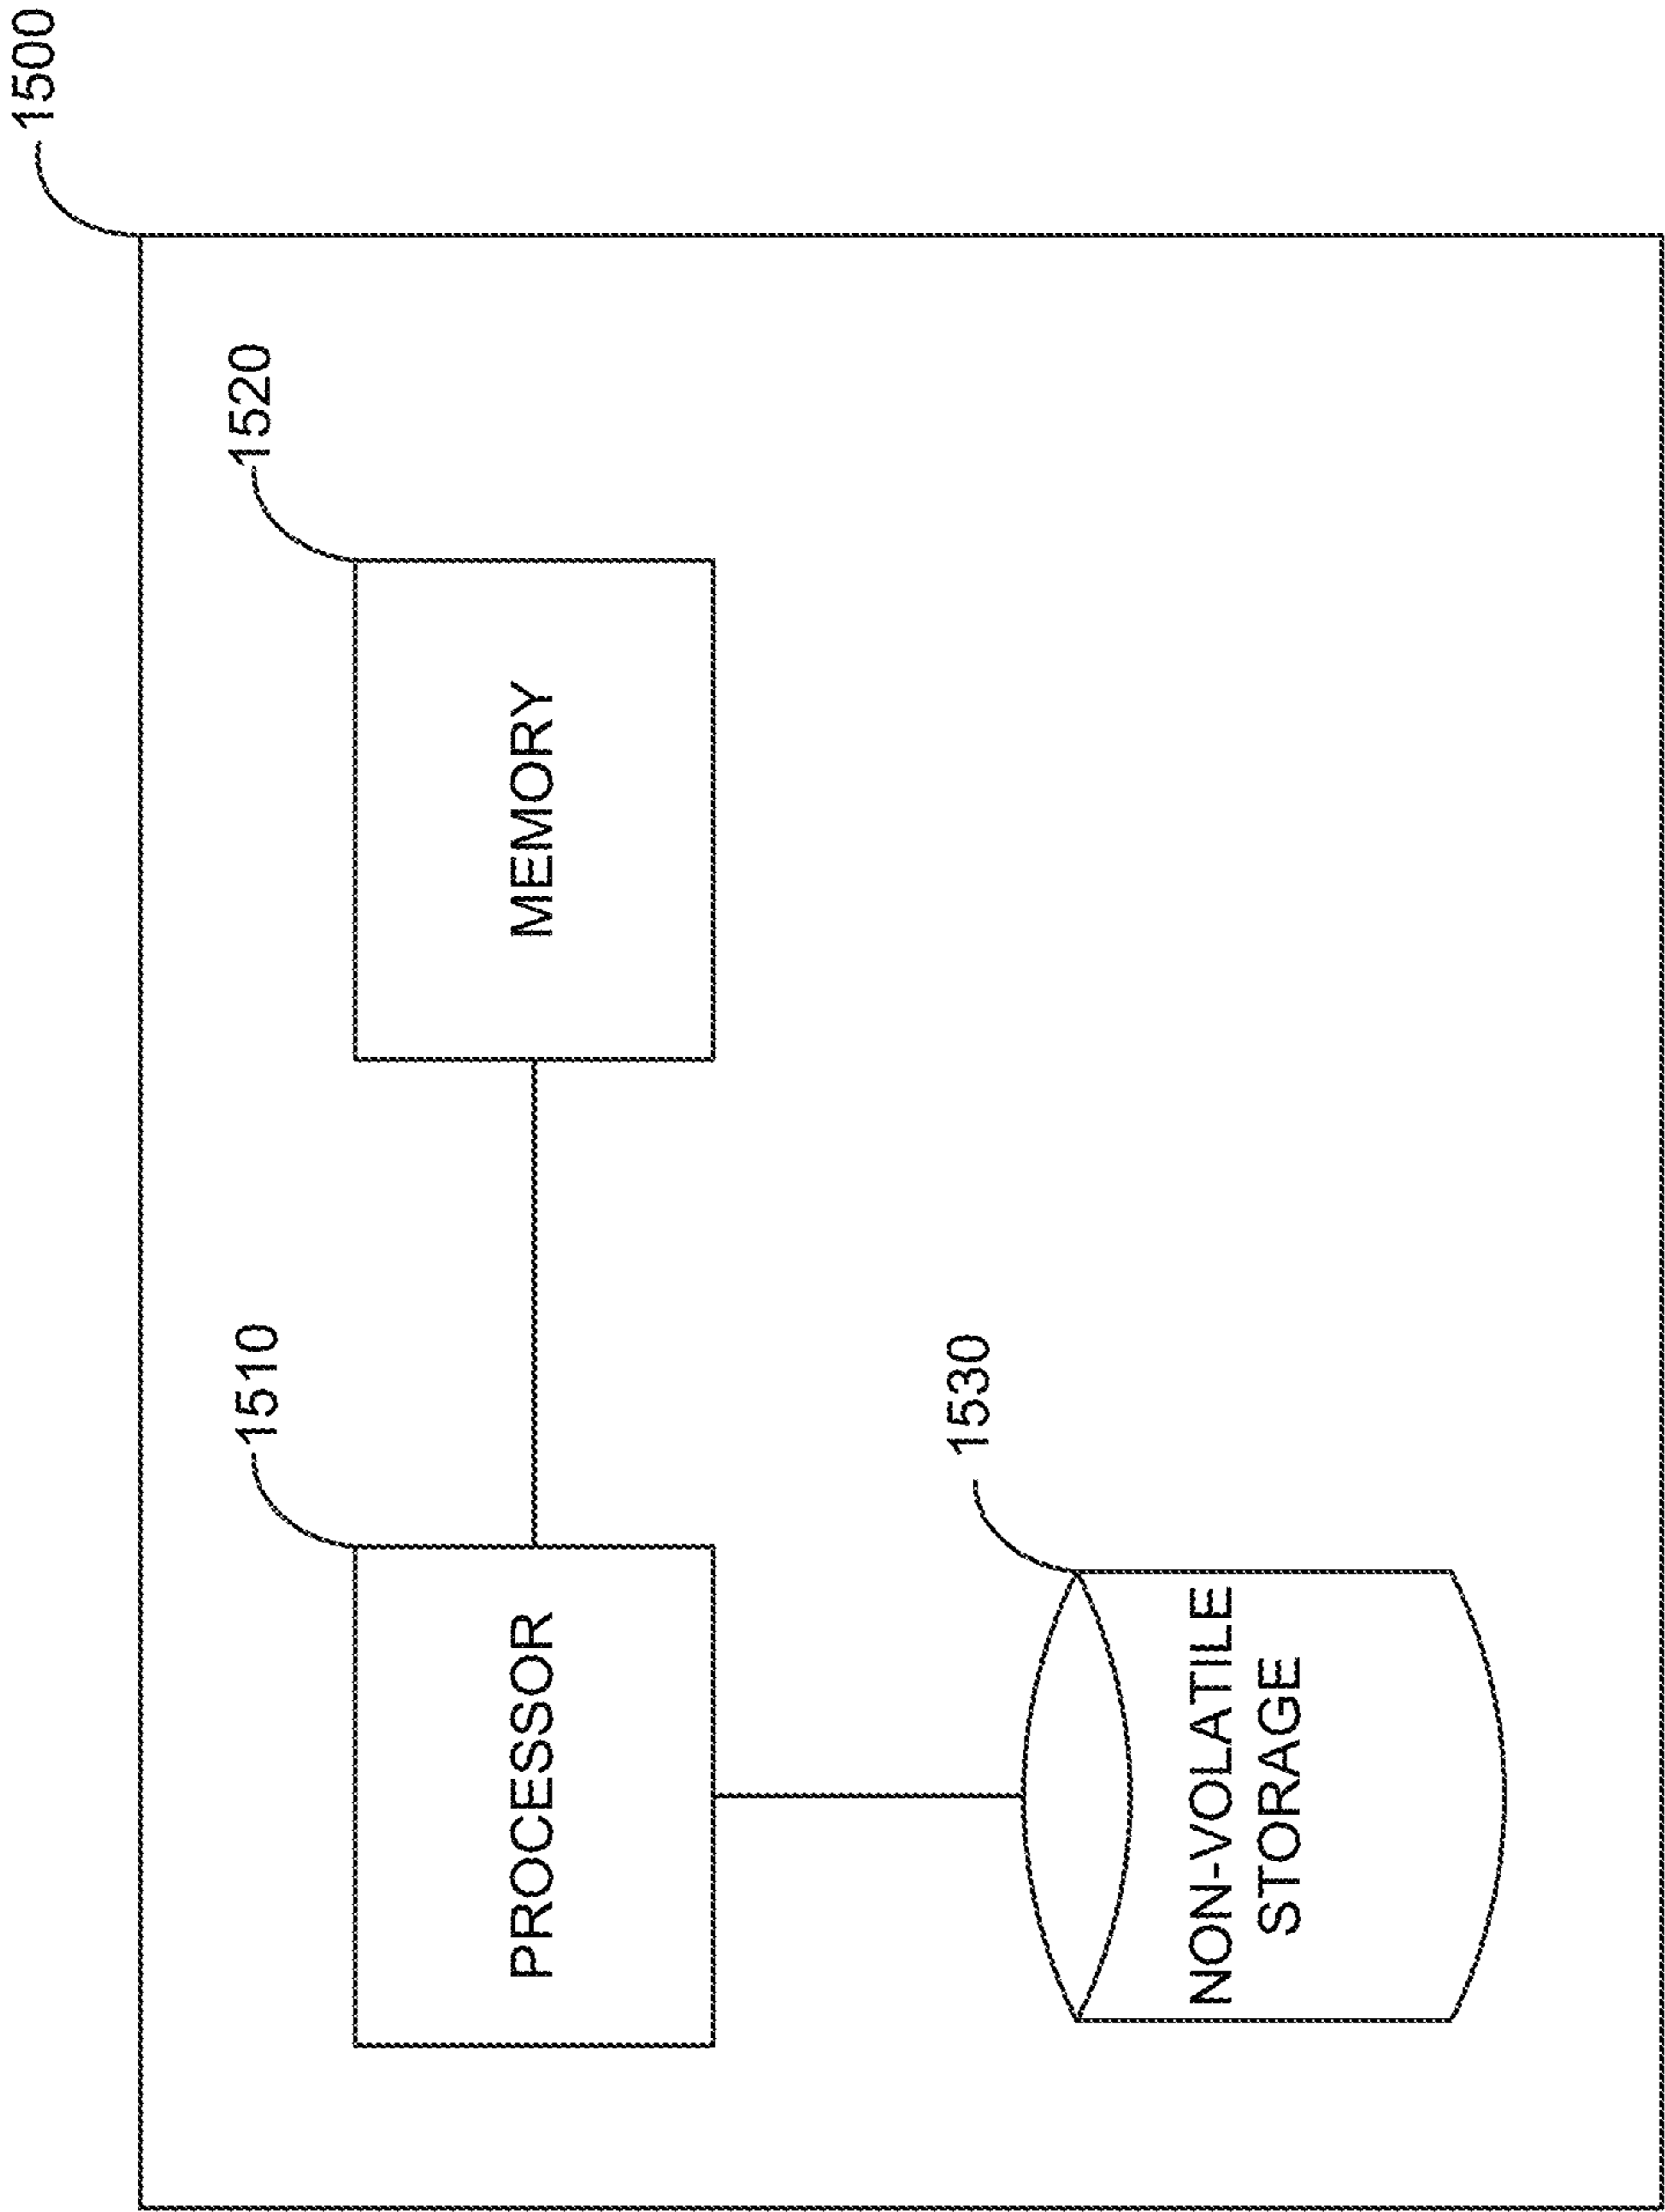 1500
1510
1520
PROCESSOR
MEMORY
1530
NON-VOLATILE
STORAGE